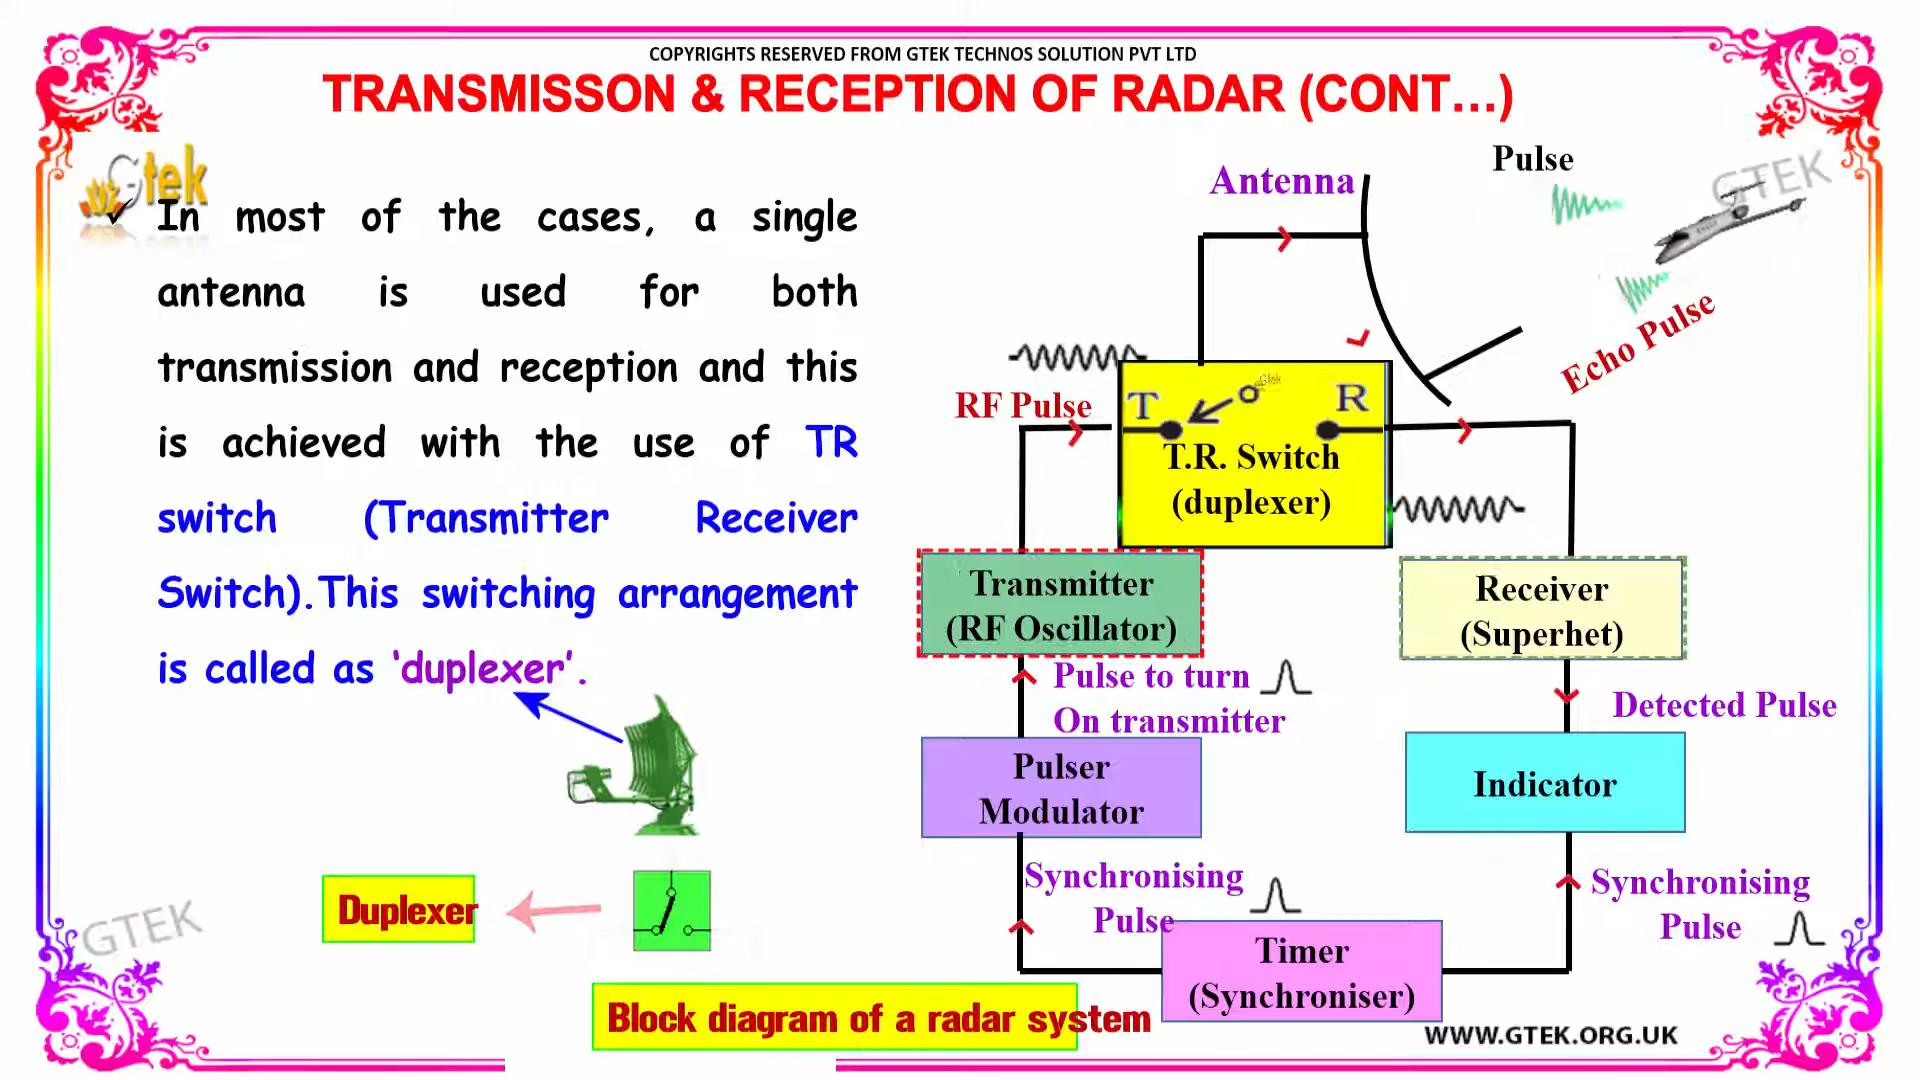 COPYRIGHTS RESERVED FROM GTEK TECHNOS SOLUTION PVT LTD
TRANSMISSON & RECEPTION OF RADAR (CONT...)
Gtek
GTEK
✓ In most of the cases, a single
antenna is used for both
transmission and reception and this
is achieved with the use of TR
switch (Transmitter Receiver
Switch).This switching arrangement
is called as ‘duplexer’.
Duplexer
GTEK
Block diagram of a radar system
Antenna
Pulse
Echo Pulse
RF Pulse
T
Gtek
R
T.R. Switch
(duplexer)
Transmitter
(RF Oscillator)
Receiver
(Superhet)
Pulse to turn
On transmitter
Detected Pulse
Pulser
Modulator
Indicator
Synchronising
Pulse
Synchronising
Pulse
Timer
(Synchroniser)
WWW.GTEK.ORG.UK